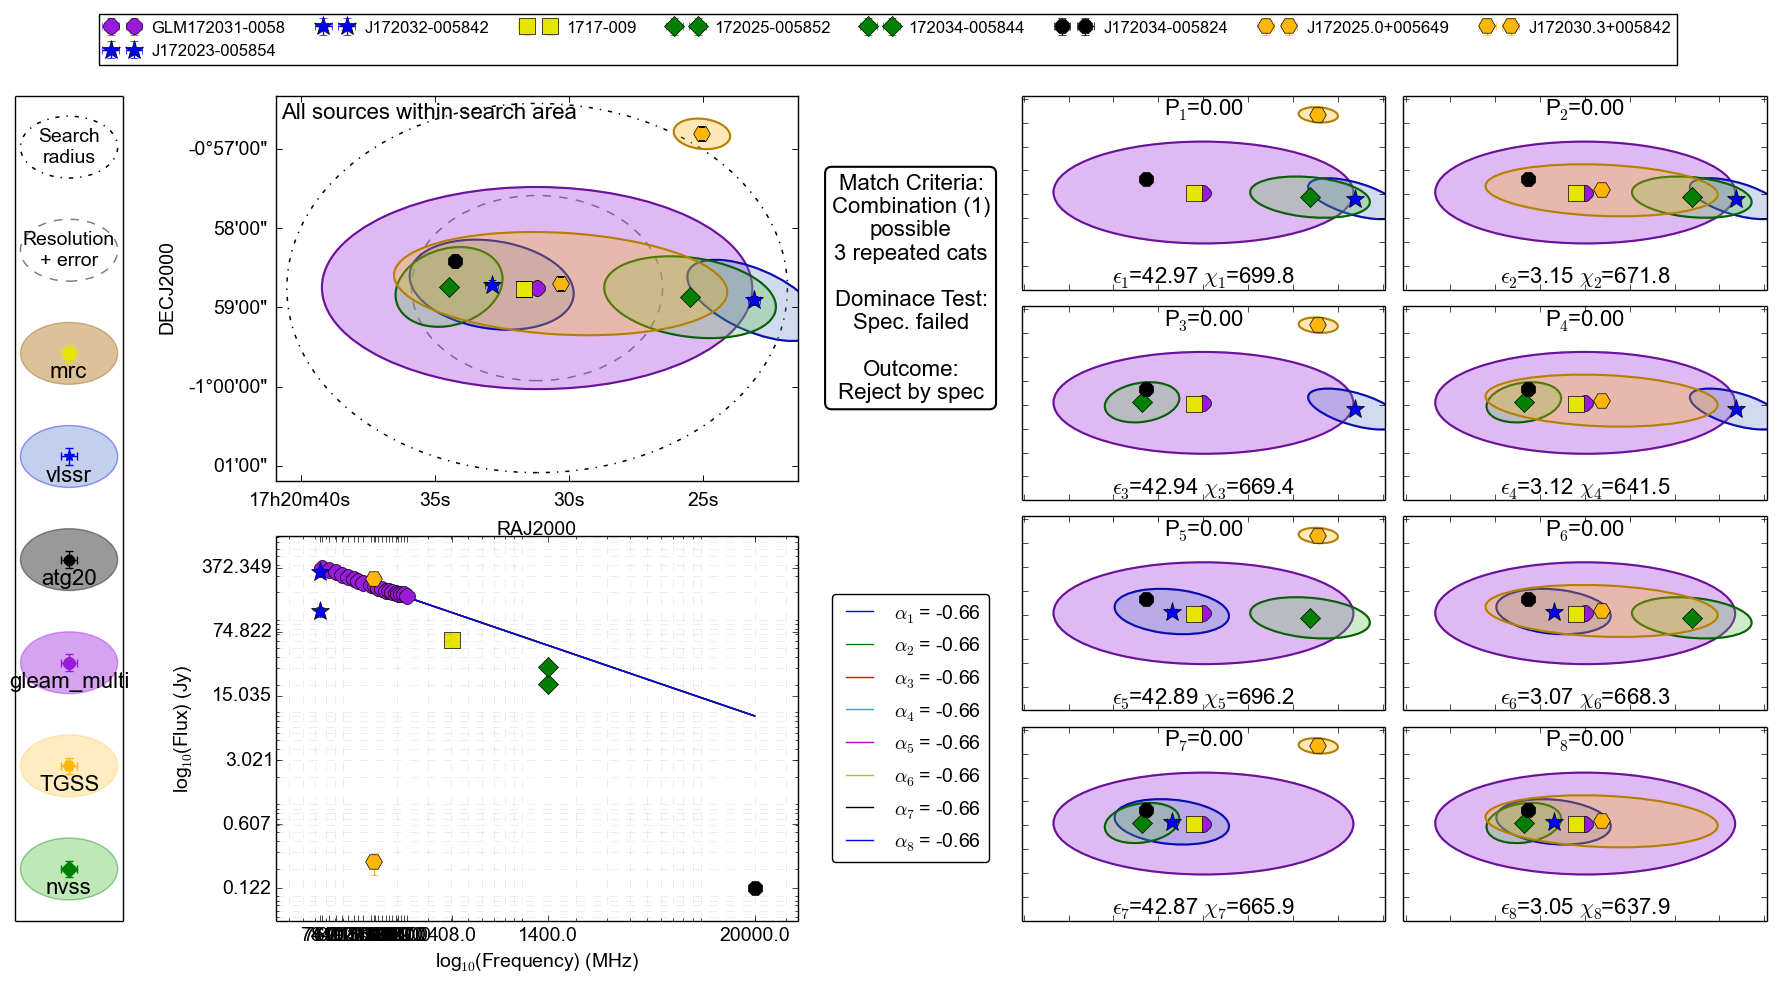 GLM172031-0058 J172032-005842 1717-009 172025-005852 172034-005844 J172034-005824 J172025.0+005649 J172030.3+005842
J172023-005854
Search
radius
Resolution
+ error
mrc
vlssr
atg20
gleam_multi
TGSS
nvss
All sources within search area
DECJ2000
-0°57'00"
58'00"
59'00"
-1°00'00"
01'00"
17h20m40s 35s 30s 25s
RAJ2000
log10(Flux) (Jy)
372.349
74.822
15.035
3.021
0.607
0.122
408.0 1400.0 20000.0
log10(Frequency) (MHz)
Match Criteria:
Combination (1)
possible
3 repeated cats
Dominace Test:
Spec. failed
Outcome:
Reject by spec
α1 = -0.66
α2 = -0.66
α3 = -0.66
α4 = -0.66
α5 = -0.66
α6 = -0.66
α7 = -0.66
α8 = -0.66
P1=0.00
ϵ1=42.97 χ1=699.8
P2=0.00
ϵ2=3.15 χ2=671.8
P3=0.00
ϵ3=42.94 χ3=669.4
P4=0.00
ϵ4=3.12 χ4=641.5
P5=0.00
ϵ5=42.89 χ5=696.2
P6=0.00
ϵ6=3.07 χ6=668.3
P7=0.00
ϵ7=42.87 χ7=665.9
P8=0.00
ϵ8=3.05 χ8=637.9